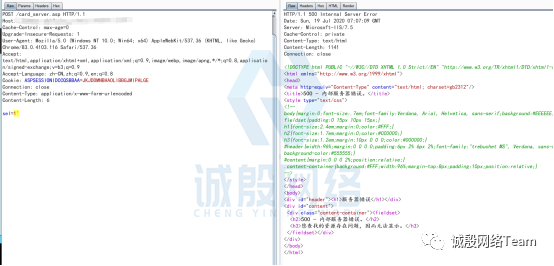 Raw Params Headers Hex
POST /card_server.asp HTTP/1.1
Host:
Cache-Control: max-age=0
Upgrade-Insecure-Requests: 1
User-Agent: Mozilla/5.0 (Windows NT 10.0; Win64; x64) AppleWebKit/537.36 (KHTML, like Gecko)
Chrome/83.0.4103.116 Safari/537.36
Accept:
text/html,application/xhtml+xml,application/xml;q=0.9,image/webp,image/apng,*/*;q=0.8,applicatio
n/signed-exchange;v=b3;q=0.9
Accept-Language: zh-CN,zh;q=0.9,en;q=0.8
Connection: close
Content-Type: application/x-www-form-urlencoded
Content-Length: 6
Raw Headers Hex HTML Render
HTTP/1.1 500 Internal Server Error
Date: Sun, 19 Jul 2020 07:07:09 GMT
Server: Microsoft-IIS/7.5
Cache-Control: private
Content-Type: text/html
Content-Length: 1141
Connection: close
<!DOCTYPE html PUBLIC "-//W3C//DTD XHTML 1.0 Strict//EN"
<html xmlns="http://www.w3.org/1999/xhtml">
<head>
<meta http-equiv="Content-Type" content="text/html; charset=gb2312"/>
<title>500 - 内部服务器错误。</title>
<style type="text/css">
<!--
body{margin:0;font-size:.7em;font-family:Verdana, Arial, Helvetica, sans-serif;background:#EEEEEE;}
fieldset{padding:0 15px 10px 15px;}
h1{font-size:2.4em;margin:0;color:#FFF;}
h2{font-size:1.7em;margin:0;color:#CC0000;}
h3{font-size:1.2em;margin:10px 0 0 0;color:#000000;}
#header{width:96%;margin:0 0 0 0;padding:6px 2% 6px 2%;font-family:"trebuchet MS", Verdana, sans-serif;color:#FFF;
background-color:#555555;}
#content{margin:0 0 0 2%;position:relative;}
.content-container{background:#FFF;width:96%;margin-top:8px;padding:10px;position:relative;}
-->
</style>
</head>
<body>
<div id="header"><h1>服务器错误</h1></div>
<div id="content">
<div class="content-container"><fieldset>
<h2>500 - 内部服务器错误。</h2>
<h3>您查找的资源存在问题，因而无法显示。</h3>
</fieldset></div>
</div>
</body>
</html>
诚殷网络
CHENG YIN
诚殷网络Team